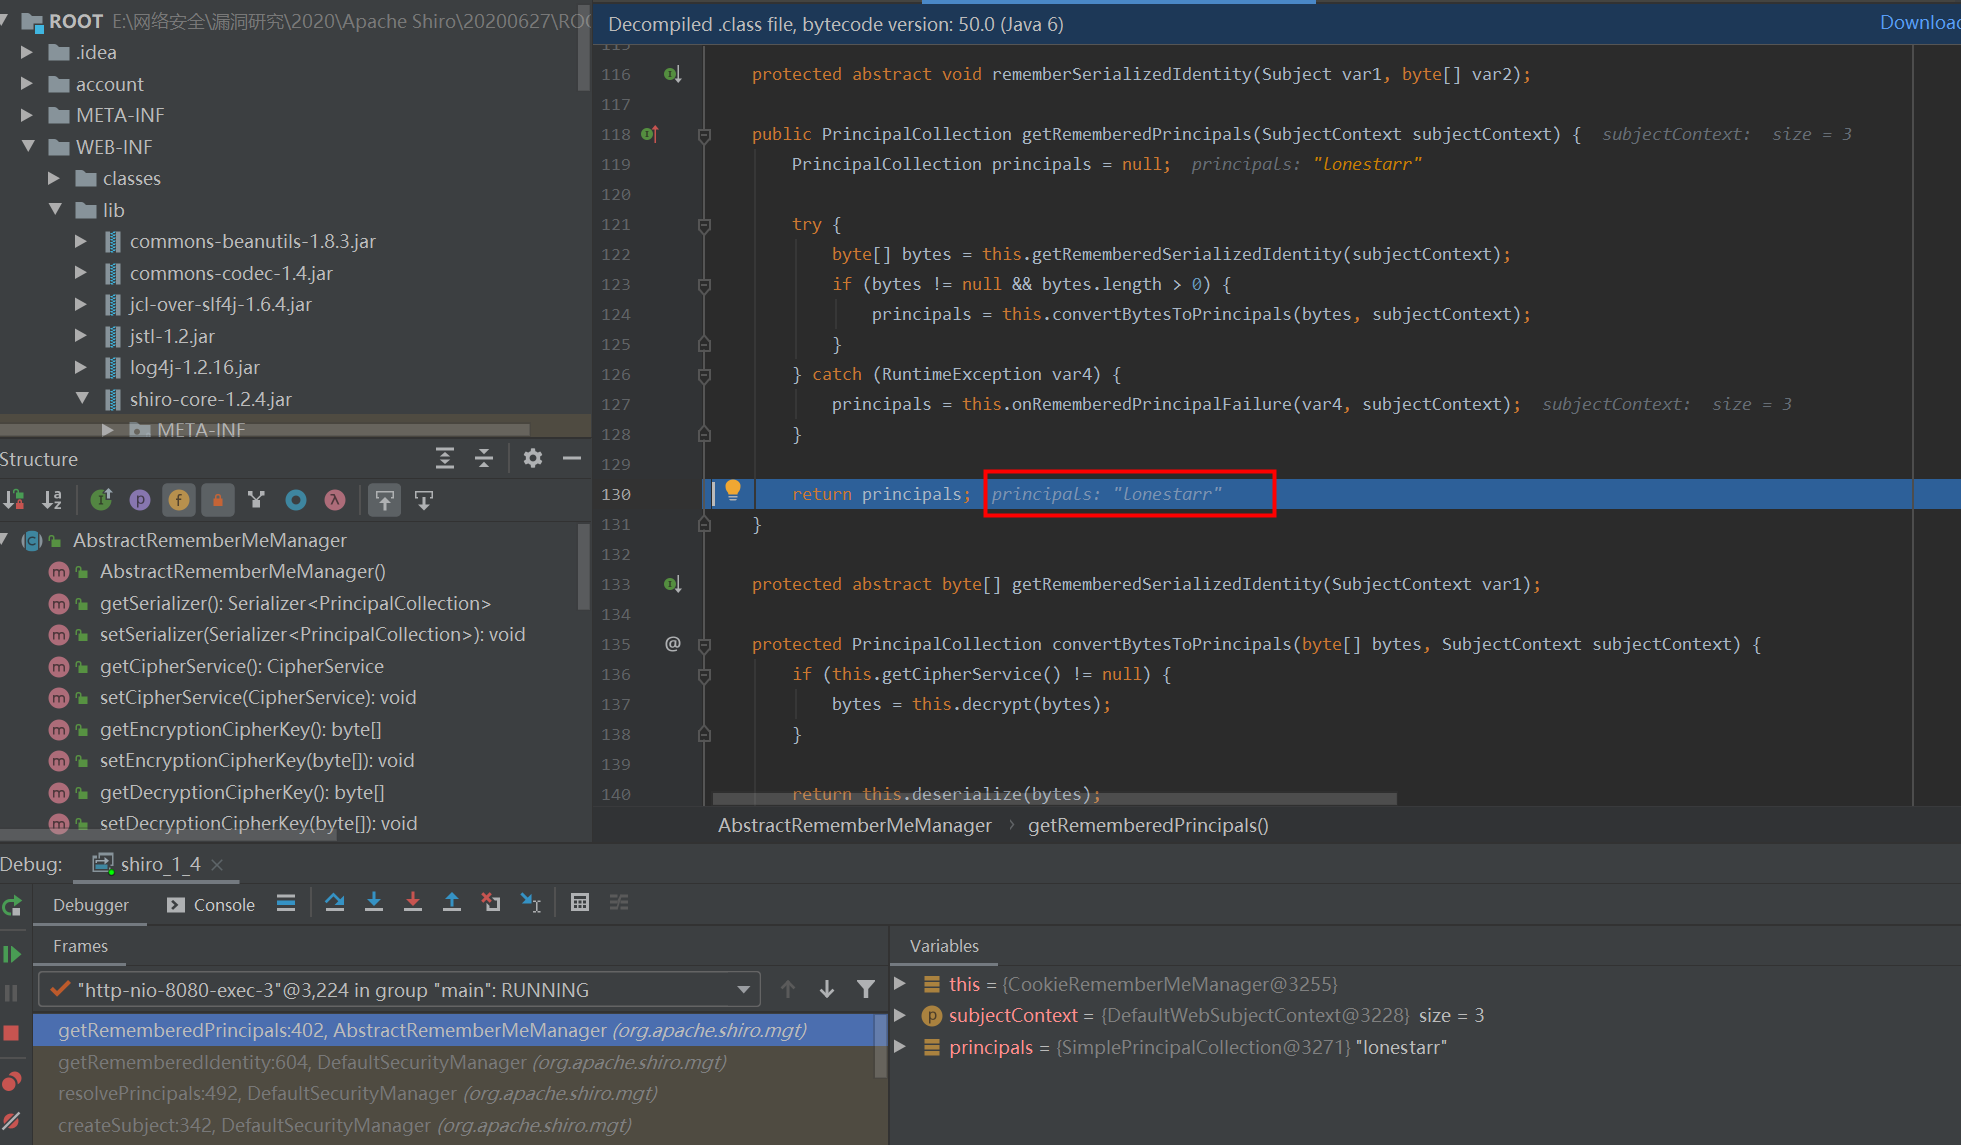 ROOT E:\网络安全\漏洞研究\2020\Apache Shiro\20200627\ROO
.idea
account
META-INF
WEB-INF
classes
lib
commons-beanutils-1.8.3.jar
commons-codec-1.4.jar
jcl-over-slf4j-1.6.4.jar
jstl-1.2.jar
log4j-1.2.16.jar
shiro-core-1.2.4.jar
META-INF
Structure
AbstractRememberMeManager
AbstractRememberMeManager()
getSerializer(): Serializer<PrincipalCollection>
setSerializer(Serializer<PrincipalCollection>): void
getCipherService(): CipherService
setCipherService(CipherService): void
getEncryptionCipherKey(): byte[]
setEncryptionCipherKey(byte[]): void
getDecryptionCipherKey(): byte[]
setDecryptionCipherKey(byte[]): void
Decompiled .class file, bytecode version: 50.0 (Java 6) Download
115
116 protected abstract void rememberSerializedIdentity(Subject var1, byte[] var2);
117
118 public PrincipalCollection getRememberedPrincipals(SubjectContext subjectContext) { subjectContext: size = 3
119 PrincipalCollection principals = null; principals: "lonestarr"
120
121 try {
122 byte[] bytes = this.getRememberedSerializedIdentity(subjectContext);
123 if (bytes != null && bytes.length > 0) {
124 principals = this.convertBytesToPrincipals(bytes, subjectContext);
125 }
126 } catch (RuntimeException var4) {
127 principals = this.onRememberedPrincipalFailure(var4, subjectContext); subjectContext: size = 3
128 }
129
130 return principals; principals: "lonestarr"
131 }
132
133 protected abstract byte[] getRememberedSerializedIdentity(SubjectContext var1);
134
135 @ protected PrincipalCollection convertBytesToPrincipals(byte[] bytes, SubjectContext subjectContext) {
136 if (this.getCipherService() != null) {
137 bytes = this.decrypt(bytes);
138 }
139
140 return this.deserialize(bytes);
AbstractRememberMeManager › getRememberedPrincipals()
Debug: shiro_1_4
Debugger Console
Frames
"http-nio-8080-exec-3"@3,224 in group "main": RUNNING
getRememberedPrincipals:402, AbstractRememberMeManager (org.apache.shiro.mgt)
getRememberedIdentity:604, DefaultSecurityManager (org.apache.shiro.mgt)
resolvePrincipals:492, DefaultSecurityManager (org.apache.shiro.mgt)
createSubject:342, DefaultSecurityManager (org.apache.shiro.mgt)
Variables
this = {CookieRememberMeManager@3255}
subjectContext = {DefaultWebSubjectContext@3228} size = 3
principals = {SimplePrincipalCollection@3271} "lonestarr"